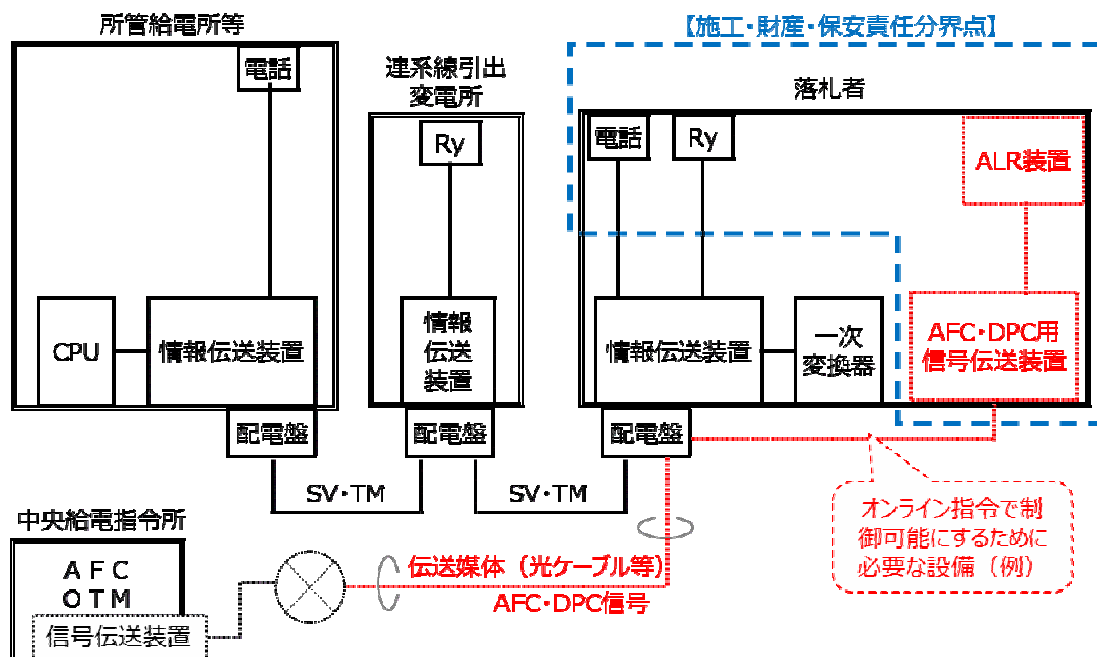 所管給電所等
【施工・財産・保安責任分界点】
電話
連系線引出
変電所
落札者
Ry
電話
Ry
ALR装置
CPU
情報伝送装置
情報
伝送
装置
情報伝送装置
一次
変換器
AFC・DPC用
信号伝送装置
配電盤
配電盤
配電盤
SV・TM
SV・TM
オンライン指令で制
御可能にするために
必要な設備（例）
中央給電指令所
AFC
OTM
信号伝送装置
伝送媒体（光ケーブル等）
AFC・DPC信号